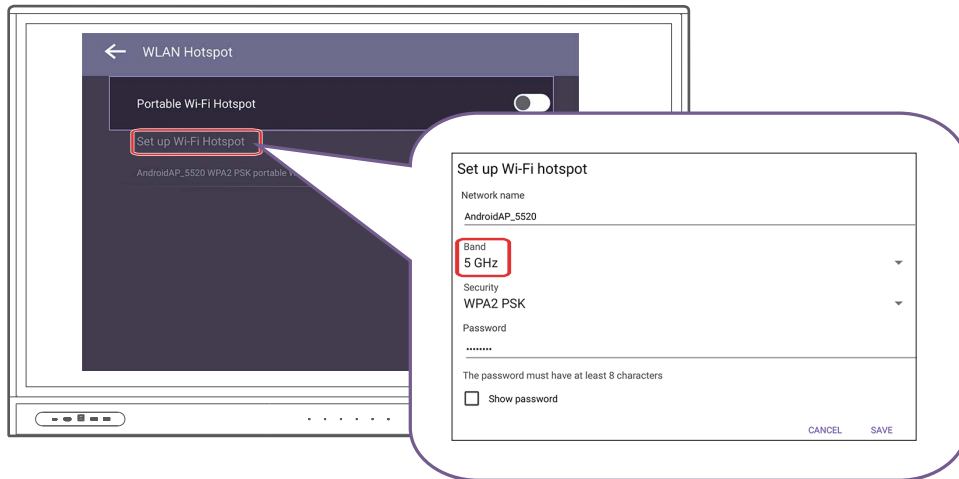 WLAN Hotspot
Portable Wi-Fi Hotspot
Set up Wi-Fi Hotspot
AndroidAP_5520 WPA2 PSK portable
Set up Wi-Fi hotspot
Network name
AndroidAP_5520
Band
5 GHz
Security
WPA2 PSK
Password
••••••••
The password must have at least 8 characters
Show password
CANCEL SAVE